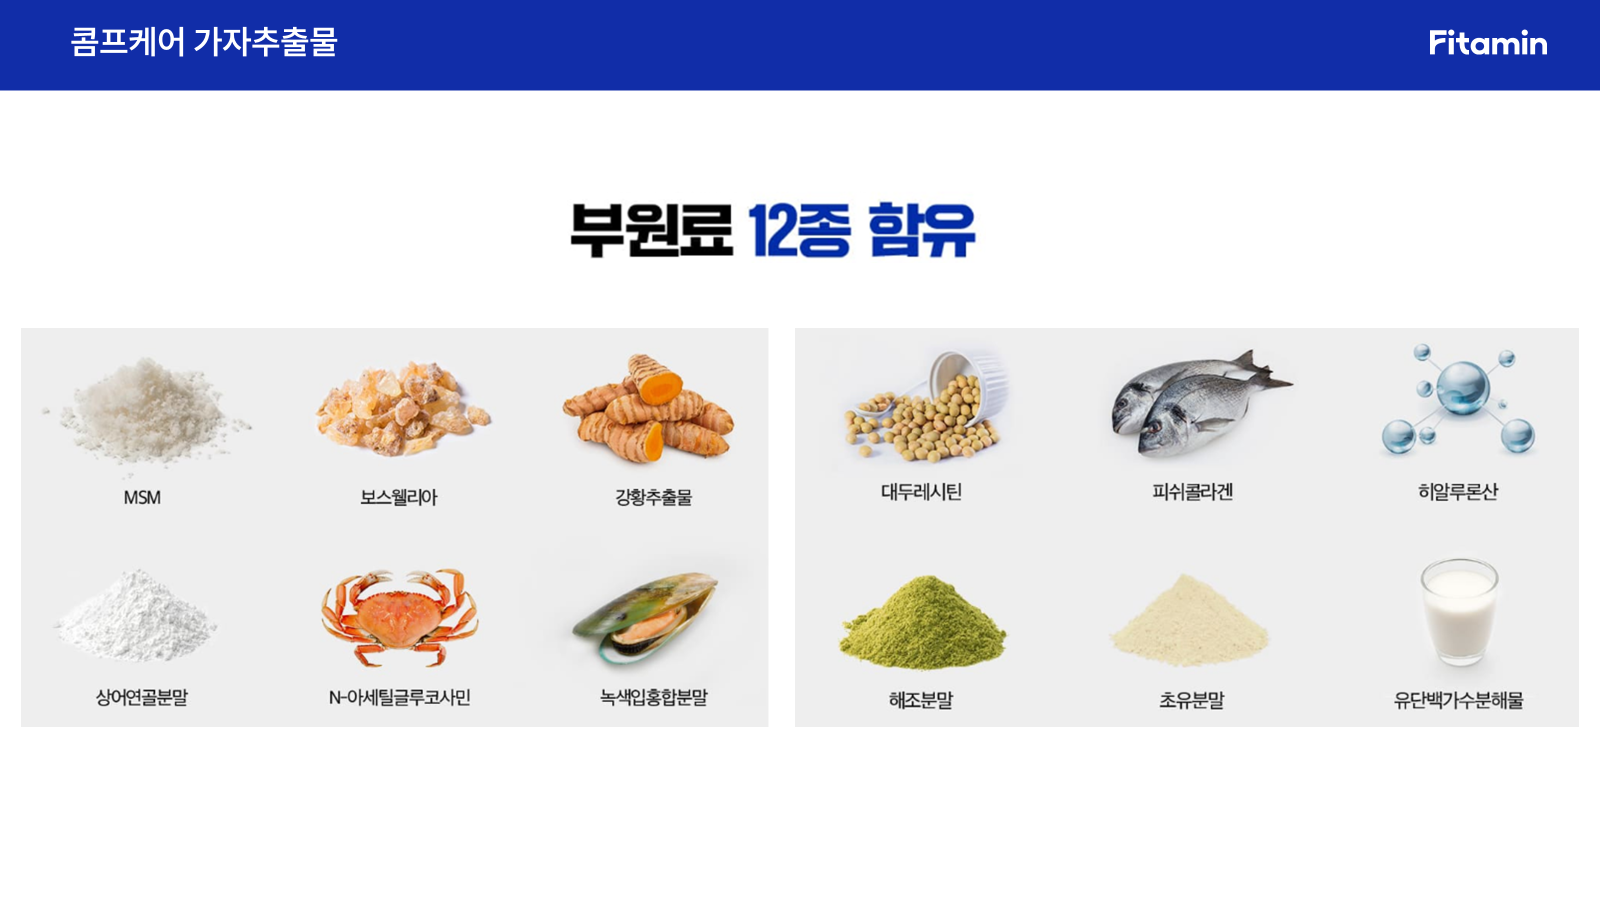 콤프케어 가자추출물
Fitamin
부원료 12종 함유
MSM
보스웰리아
강황추출물
상어연골분말
N-아세틸글루코사민
녹색입홍합분말
대두레시틴
피쉬콜라겐
히알루론산
해조분말
초유분말
유단백가수분해물